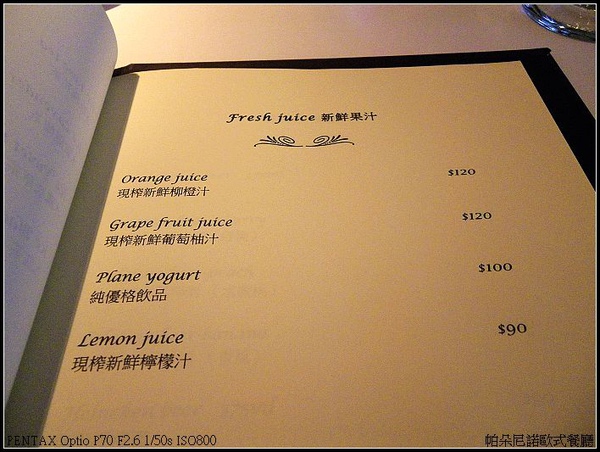 Fresh juice 新鮮果汁
Orange juice $120
現榨新鮮柳橙汁
Grape fruit juice $120
現榨新鮮葡萄柚汁
Plane yogurt $100
純優格飲品
Lemon juice $90
現榨新鮮檸檬汁
PENTAX Optio P70 F2.6 1/50s ISO800 帕朵尼諾歐式餐廳